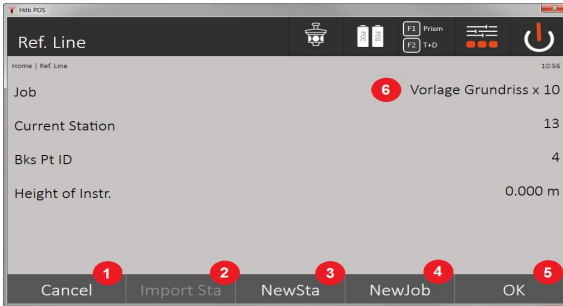 Hilti POS
Ref. Line
POC POS
F1 Prism
F2 T+D
Home | Ref. Line 10:56
Job 6 Vorlage Grundriss x 10
Current Station 13
Bks Pt ID 4
Height of Instr. 0.000 m
1 2 3 4 5
Cancel Import Sta NewSta NewJob OK